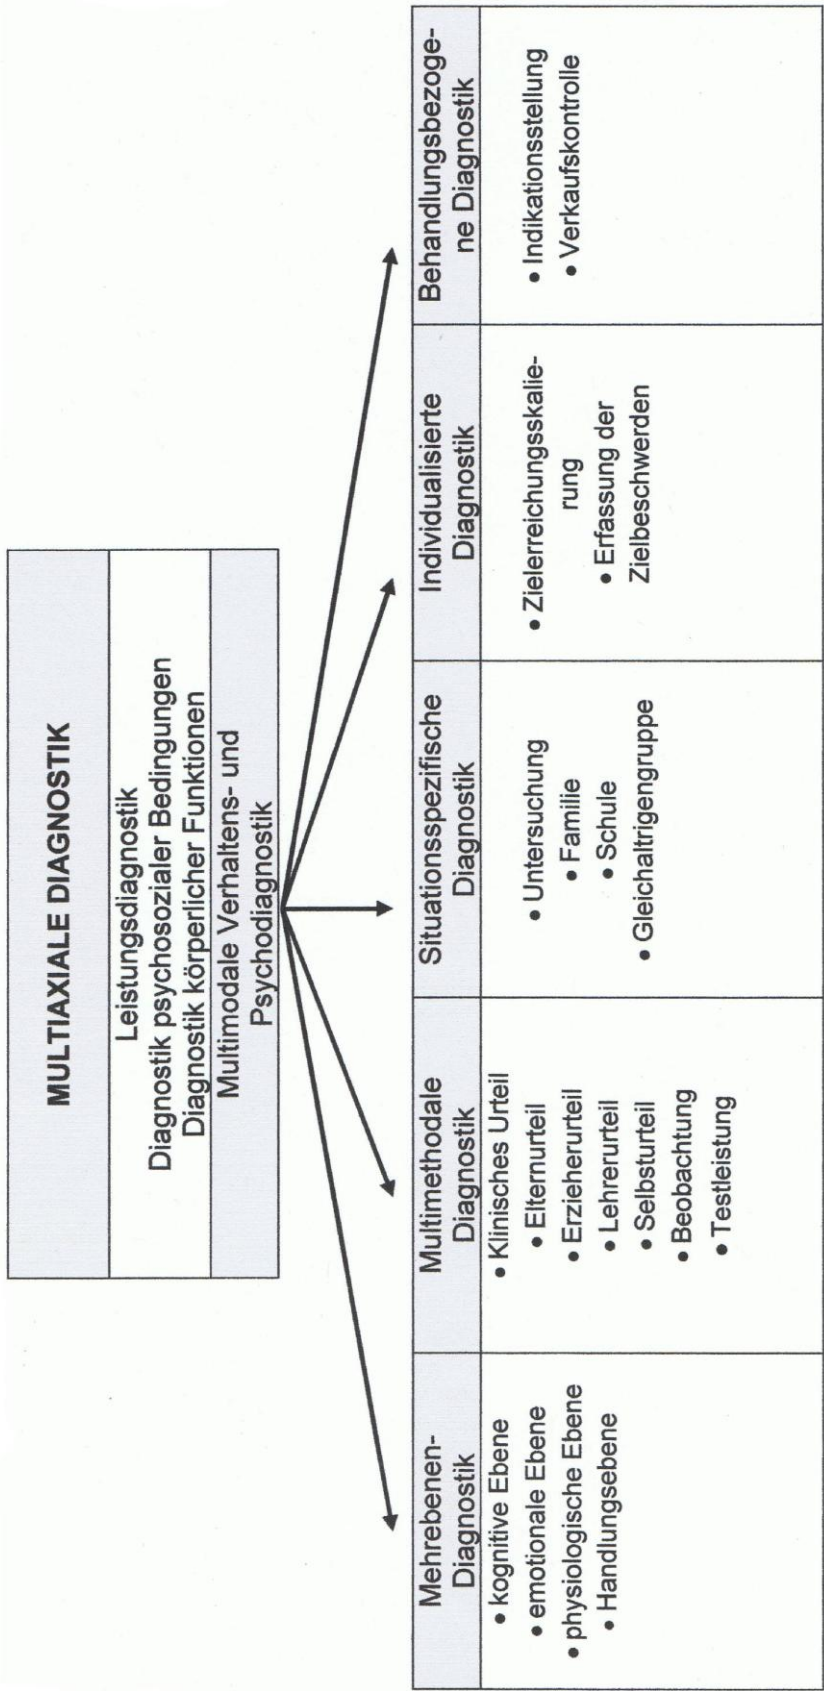 MULTIAXIALE DIAGNOSTIK
Leistungsdiagnostik
Diagnostik psychosozialer Bedingungen
Diagnostik körperlicher Funktionen
Multimodale Verhaltens- und
Psychodiagnostik
Mehrebenen-
Diagnostik
• kognitive Ebene
• emotionale Ebene
• physiologische Ebene
• Handlungsebene
Multimethodale
Diagnostik
• Klinisches Urteil
• Elternurteil
• Erzieherurteil
• Lehrerurteil
• Selbsturteil
• Beobachtung
• Testleistung
Situationsspezifische
Diagnostik
• Untersuchung
• Familie
• Schule
• Gleichaltrigengruppe
Individualisierte
Diagnostik
• Zielerreichungsskalie-
rung
• Erfassung der
Zielbeschwerden
Behandlungsbezoge-
ne Diagnostik
• Indikationsstellung
• Verkaufskontrolle